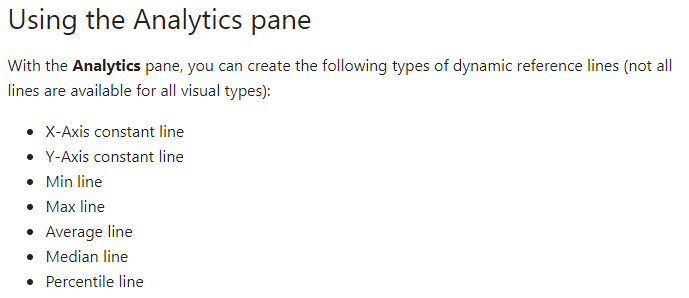 Using the Analytics pane
With the Analytics pane, you can create the following types of dynamic reference lines (not all
lines are available for all visual types):
• X-Axis constant line
• Y-Axis constant line
• Min line
• Max line
• Average line
• Median line
• Percentile line